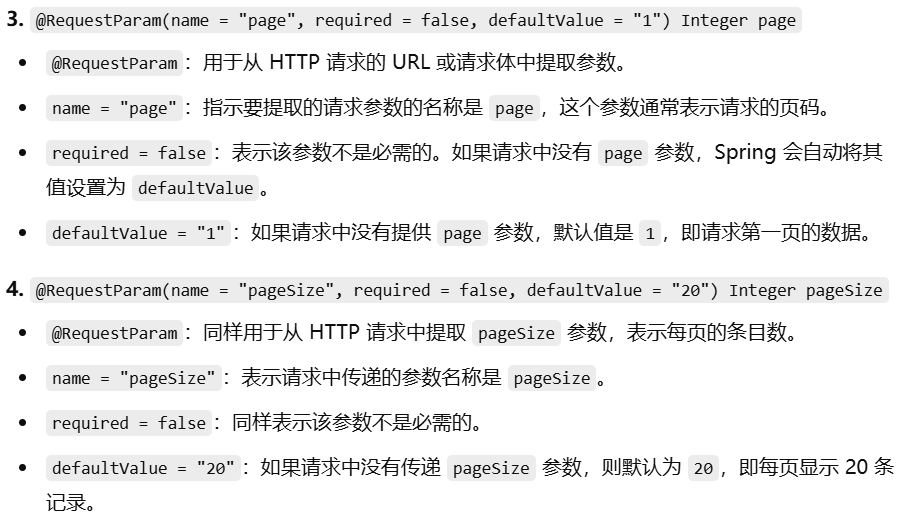 3. @RequestParam(name = "page", required = false, defaultValue = "1") Integer page
• @RequestParam：用于从 HTTP 请求的 URL 或请求体中提取参数。
• name = "page"：指示要提取的请求参数的名称是 page，这个参数通常表示请求的页码。
• required = false：表示该参数不是必需的。如果请求中没有 page 参数，Spring 会自动将其
值设置为 defaultValue。
• defaultValue = "1"：如果请求中没有提供 page 参数，默认值是 1，即请求第一页的数据。
4. @RequestParam(name = "pageSize", required = false, defaultValue = "20") Integer pageSize
• @RequestParam：同样用于从 HTTP 请求中提取 pageSize 参数，表示每页的条目数。
• name = "pageSize"：表示请求中传递的参数名称是 pageSize。
• required = false：同样表示该参数不是必需的。
• defaultValue = "20"：如果请求中没有传递 pageSize 参数，则默认为 20，即每页显示 20 条
记录。